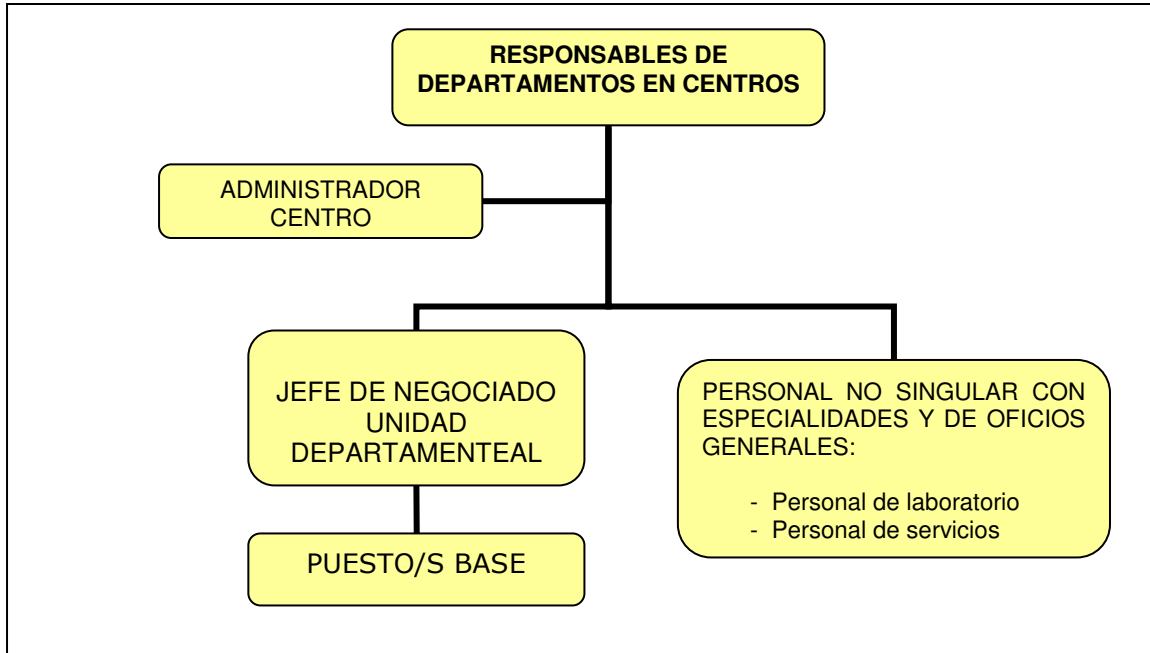 RESPONSABLES DE
DEPARTAMENTOS EN CENTROS
ADMINISTRADOR
CENTRO
JEFE DE NEGOCIADO
UNIDAD
DEPARTAMENTEAL
PERSONAL NO SINGULAR CON
ESPECIALIDADES Y DE OFICIOS
GENERALES:
- Personal de laboratorio
- Personal de servicios
PUESTO/S BASE